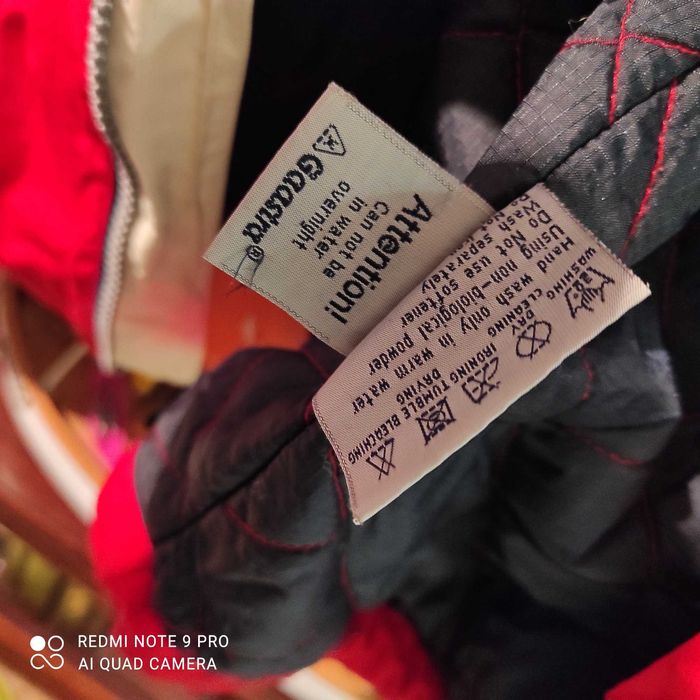 Gaastra®
Attention!
Can not be
in water
overnight
WASHING
DRY
CLEANING
IRONING
TUMBLE
DRYING
BLEACHING
Hand wash only in warm water
Using non-biological powder
Do Not use softener
Wash separately
Do Not
REDMI NOTE 9 PRO
AI QUAD CAMERA